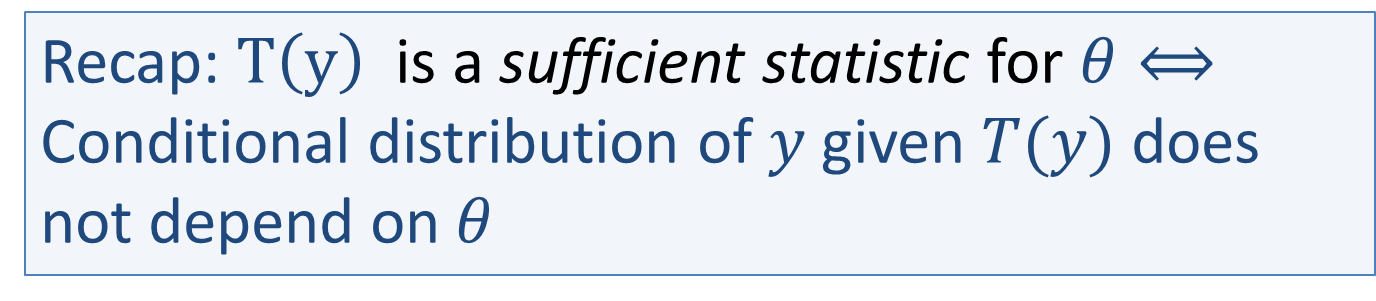 Recap: T(y) is a sufficient statistic for θ ⟺
Conditional distribution of y given T(y) does
not depend on θ